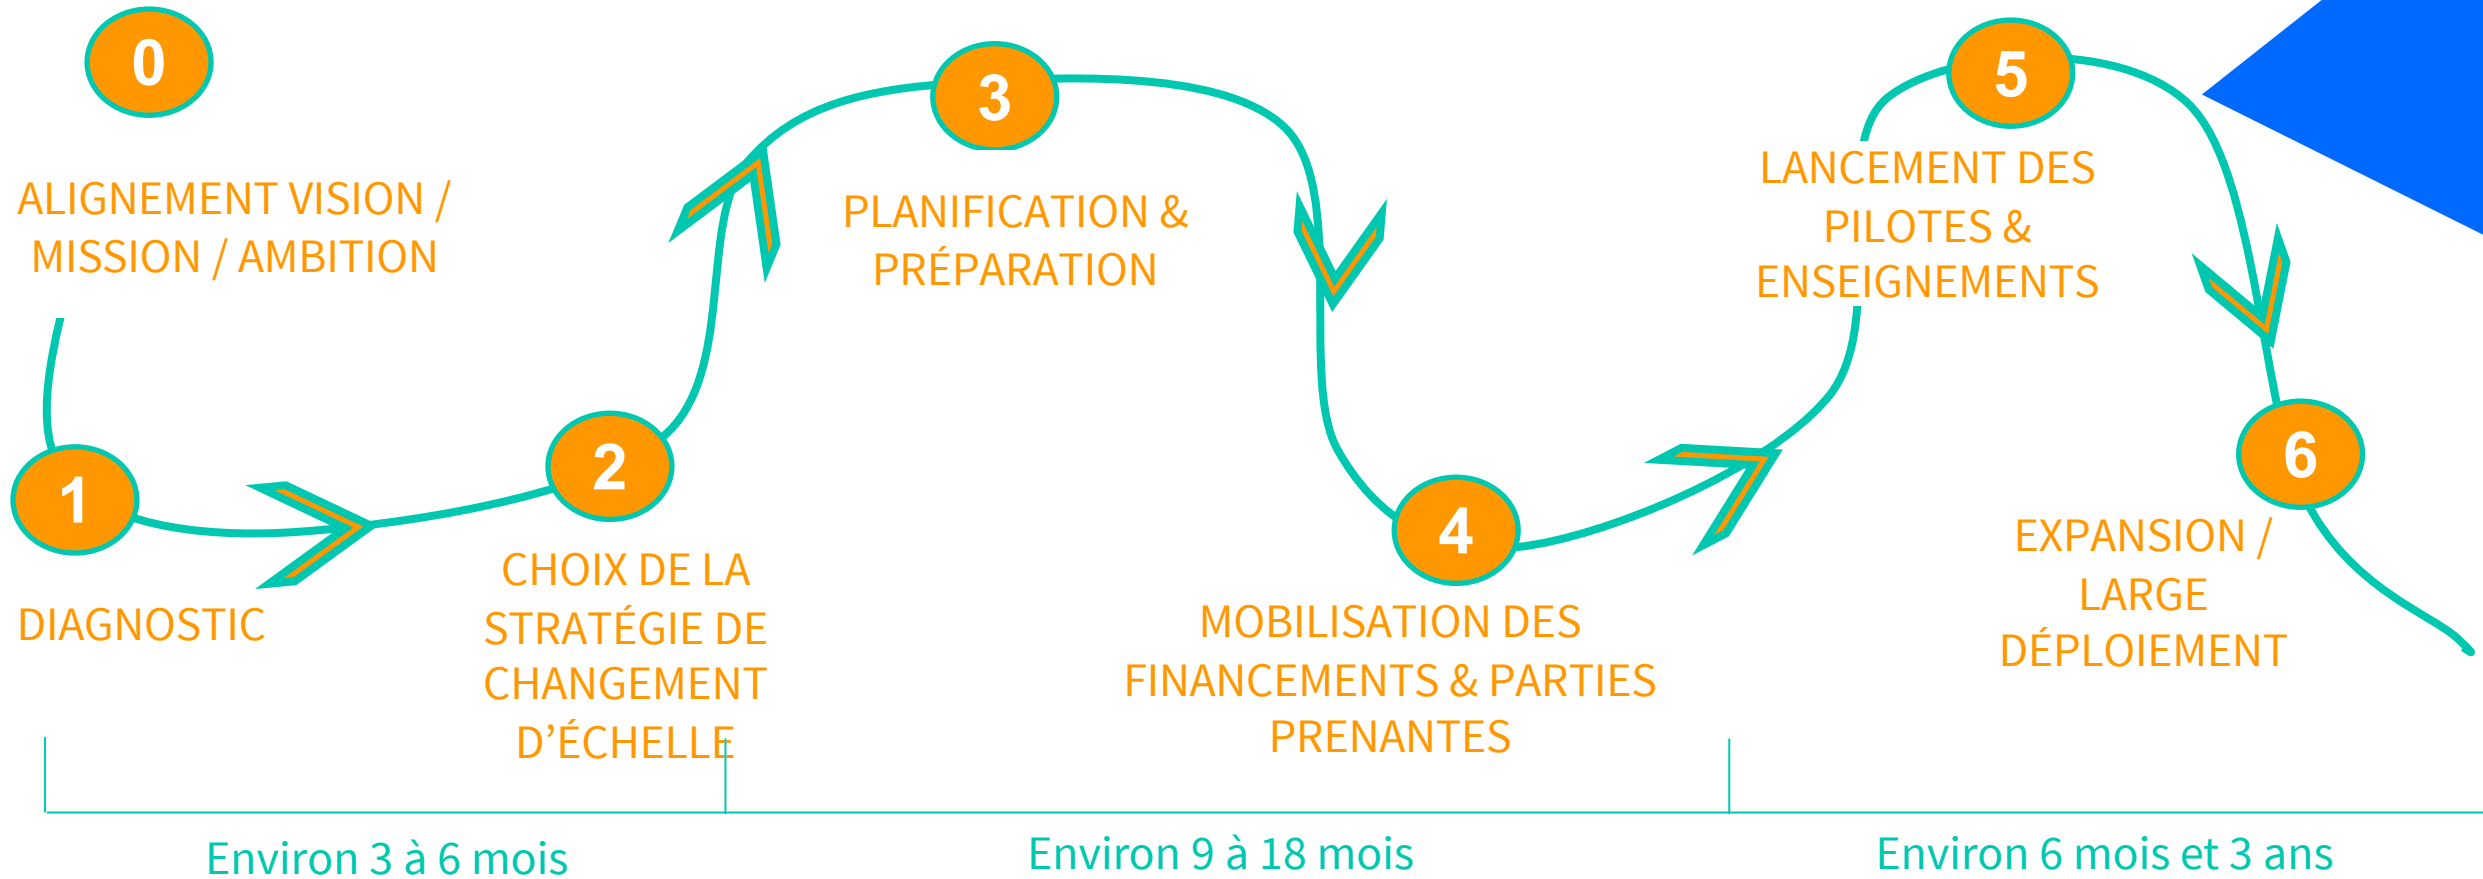 0
ALIGNEMENT VISION /
MISSION / AMBITION
1
DIAGNOSTIC
2
CHOIX DE LA
STRATÉGIE DE
CHANGEMENT
D’ÉCHELLE
3
PLANIFICATION &
PRÉPARATION
4
MOBILISATION DES
FINANCEMENTS & PARTIES
PRENANTES
5
LANCEMENT DES
PILOTES &
ENSEIGNEMENTS
6
EXPANSION /
LARGE
DÉPLOIEMENT
Environ 3 à 6 mois
Environ 9 à 18 mois
Environ 6 mois et 3 ans